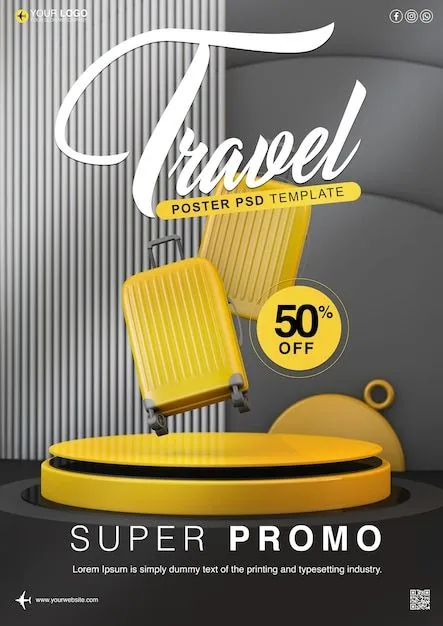 YOUR LOGO
Travel
POSTER PSD TEMPLATE
50%
OFF
SUPER PROMO
Lorem Ipsum is simply dummy text of the printing and typesetting industry.
www.yourwebsite.com